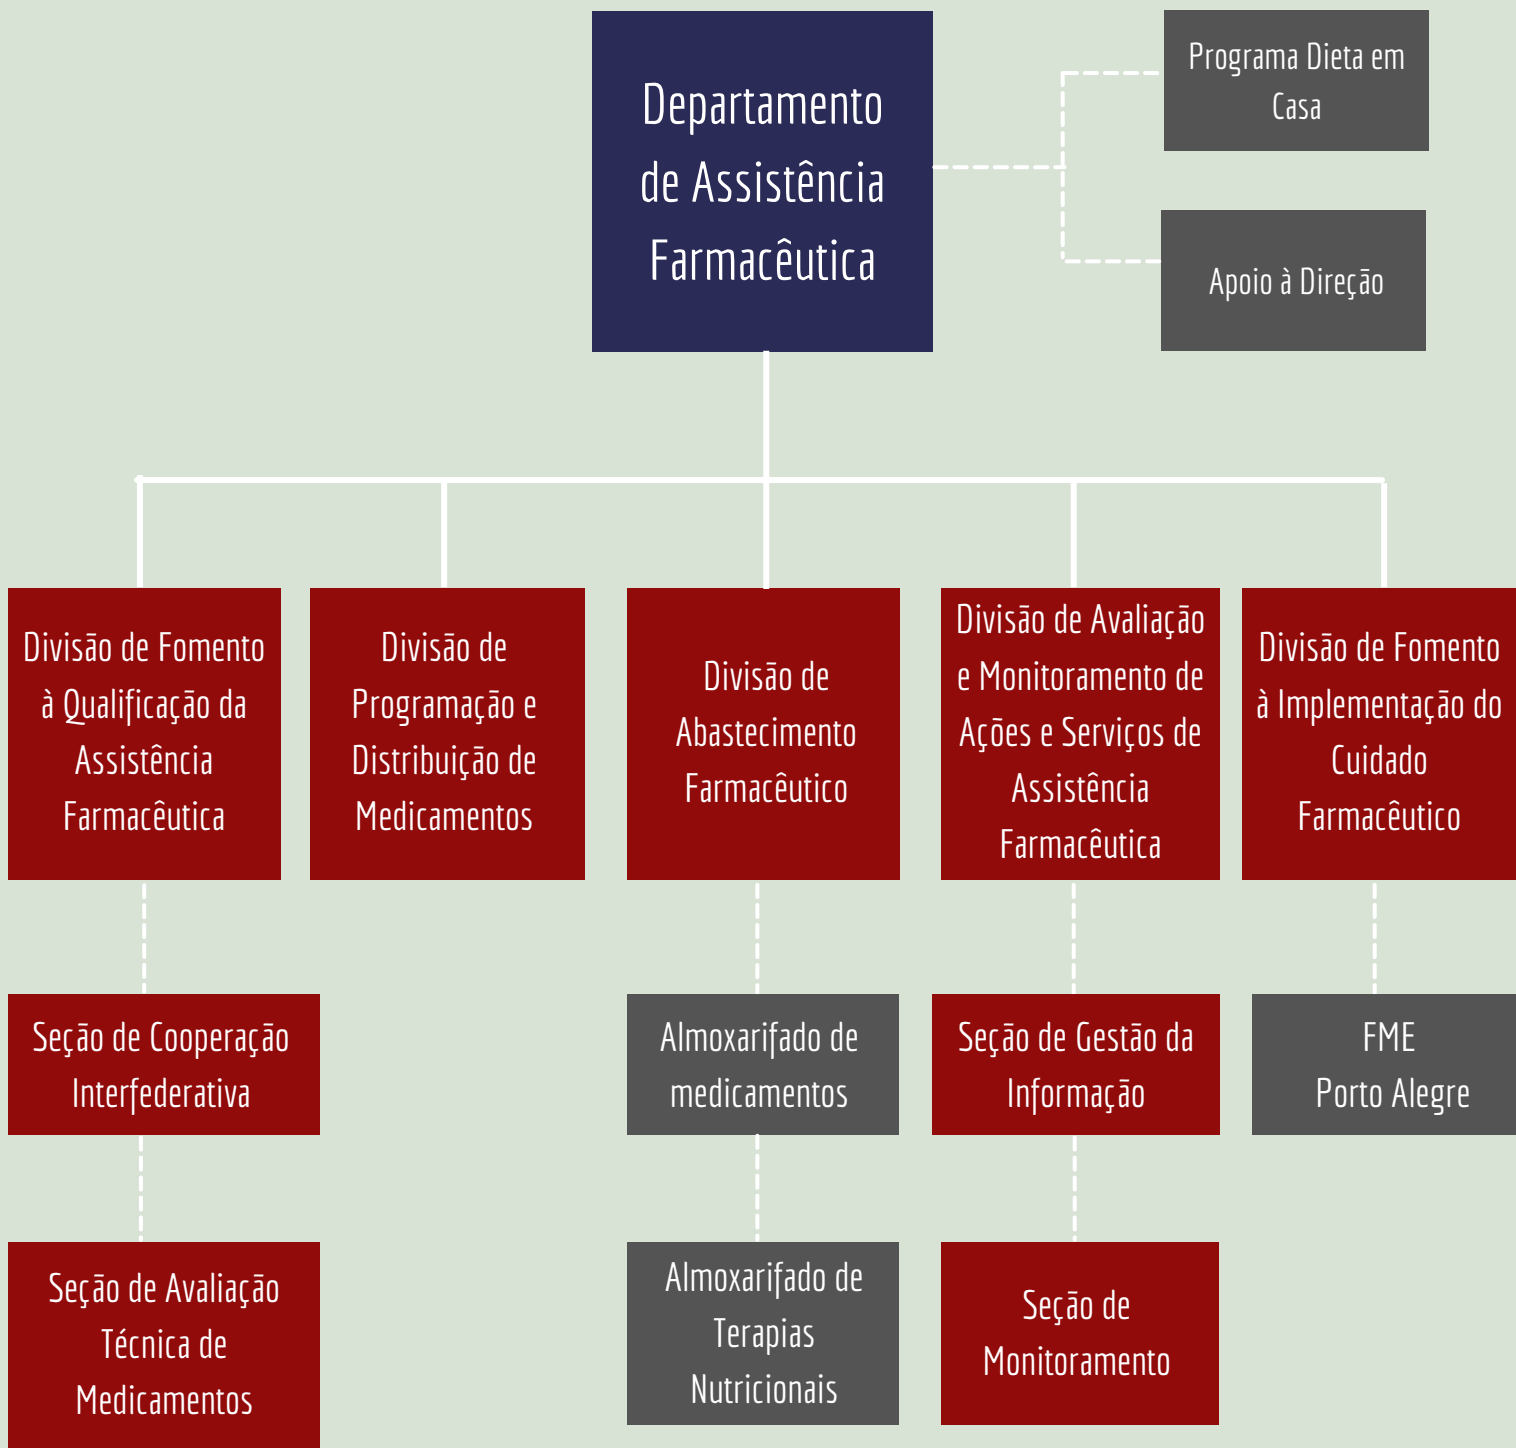 Departamento
de Assistência
Farmacêutica
Programa Dieta em
Casa
Apoio à Direção
Divisão de Fomento
à Qualificação da
Assistência
Farmacêutica
Divisão de
Programação e
Distribuição de
Medicamentos
Divisão de
Abastecimento
Farmacêutico
Divisão de Avaliação
e Monitoramento de
Ações e Serviços de
Assistência
Farmacêutica
Divisão de Fomento
à Implementação do
Cuidado
Farmacêutico
Seção de Cooperação
Interfederativa
Almoxarifado de
medicamentos
Seção de Gestão da
Informação
FME
Porto Alegre
Seção de Avaliação
Técnica de
Medicamentos
Almoxarifado de
Terapias
Nutricionais
Seção de
Monitoramento